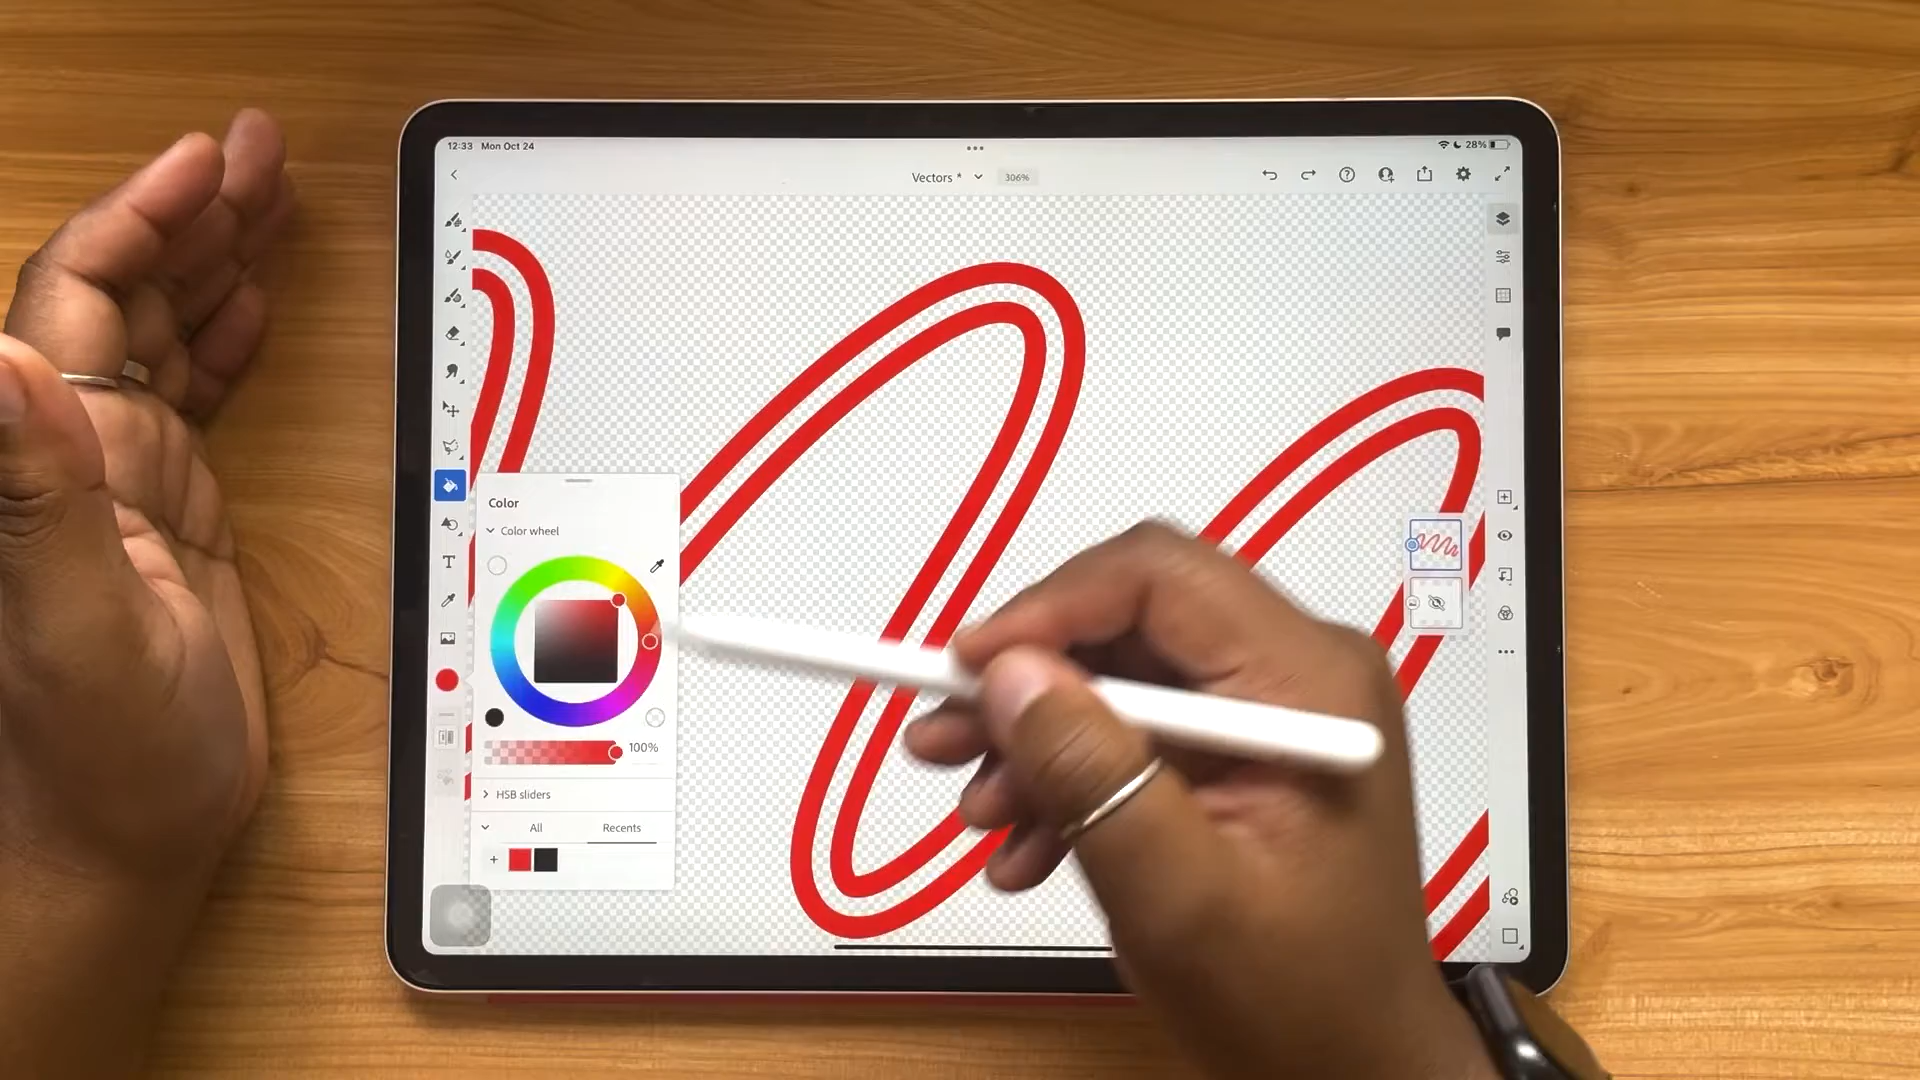 12:33 Mon Oct 24
28%
Vectors *
306%
Color
Color wheel
100%
HSB sliders
All Recents